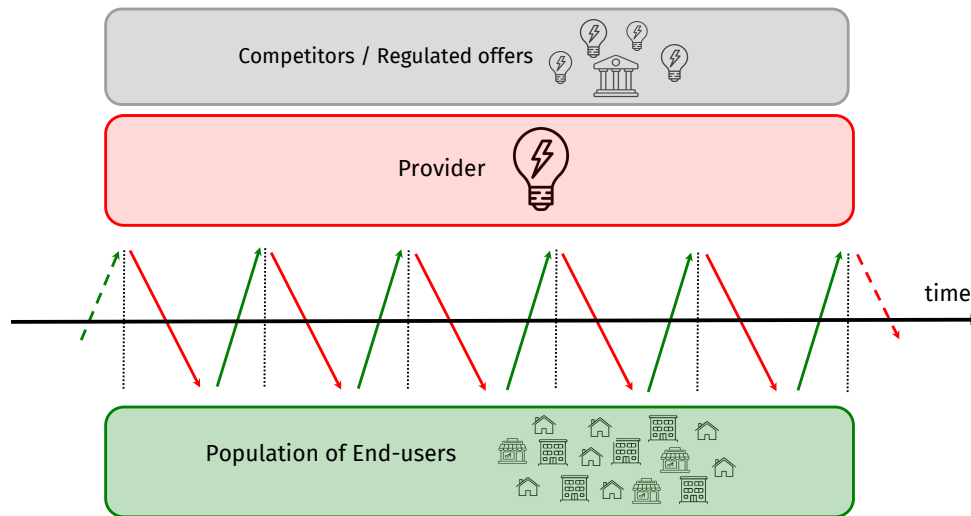 Competitors / Regulated offers
Provider
time
Population of End-users